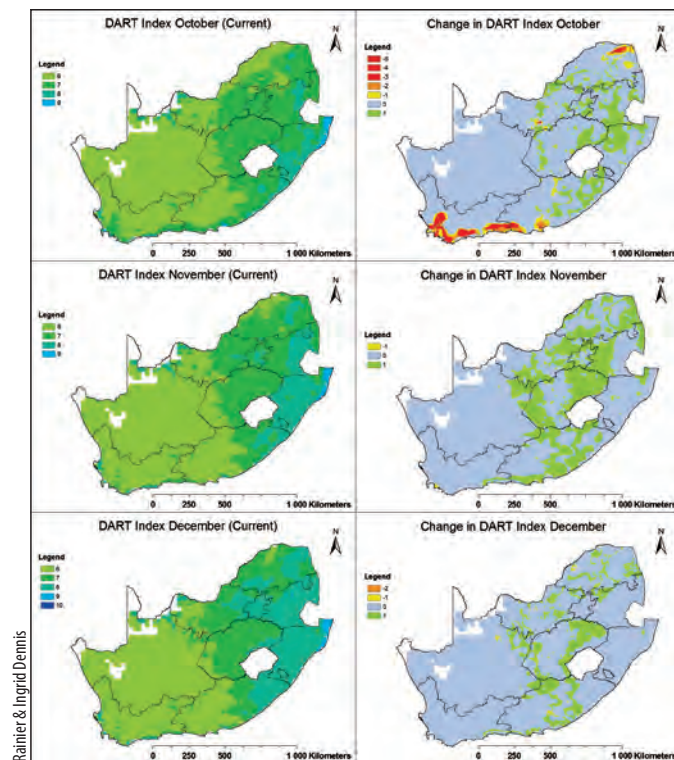 DART Index October (Current)
N
Legend
6
7
8
9
0 250 500 1 000 Kilometers
Change in DART Index October
N
Legend
-4
-3
-2
-1
0
1
0 250 500 1 000 Kilometers
DART Index November (Current)
N
Legend
6
7
8
9
0 250 500 1 000 Kilometers
Change in DART Index November
N
Legend
-1
0
1
0 250 500 1 000 Kilometers
DART Index December (Current)
N
Legend
6
7
8
9
10
0 250 500 1 000 Kilometers
Change in DART Index December
N
Legend
-2
-1
0
1
0 250 500 1 000 Kilometers
Rainier & Ingrid Dennis